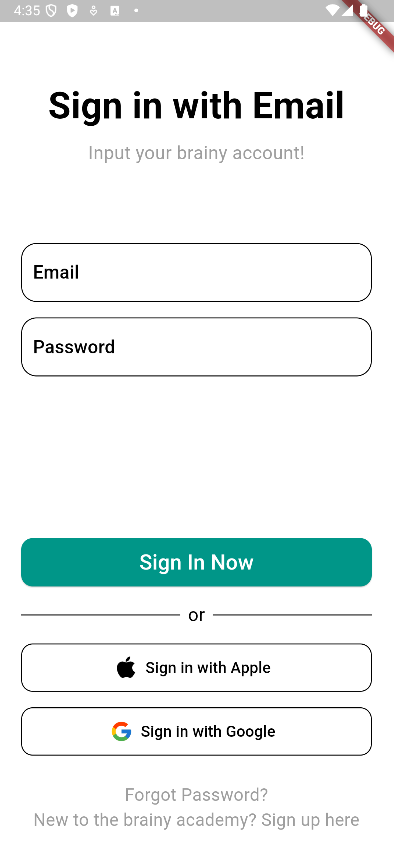 4:35
DEBUG
Sign in with Email
Input your brainy account!
Email
Password
Sign In Now
or
Sign in with Apple
Sign in with Google
Forgot Password?
New to the brainy academy? Sign up here